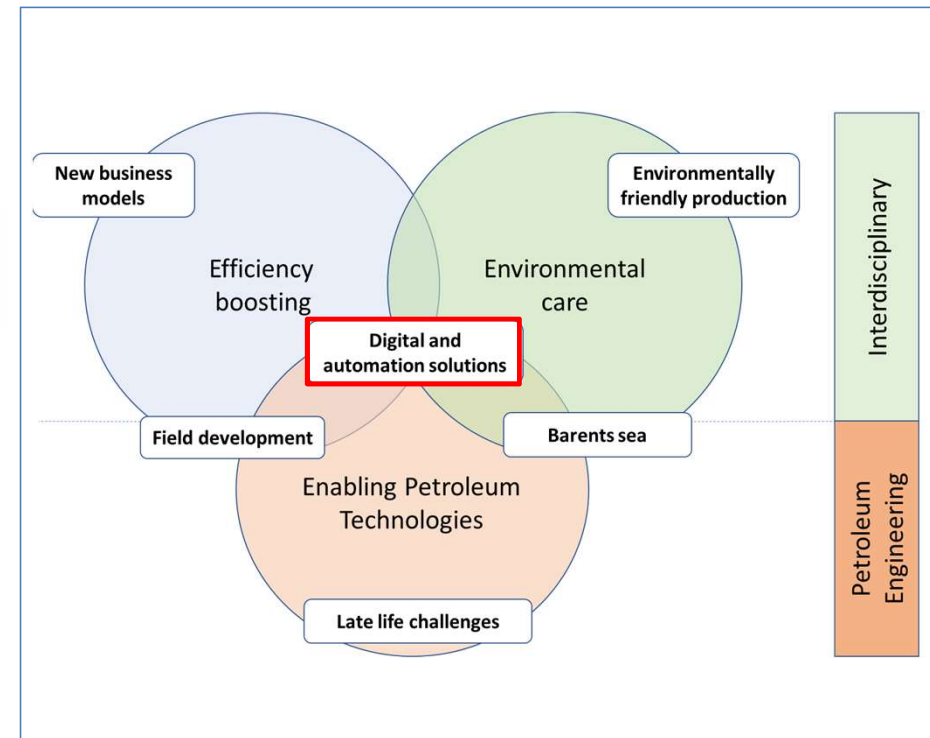 New business
models
Environmentally
friendly production
Efficiency
boosting
Environmental
care
Digital and
automation solutions
Field development
Barents sea
Enabling Petroleum
Technologies
Late life challenges
Interdisciplinary
Petroleum
Engineering